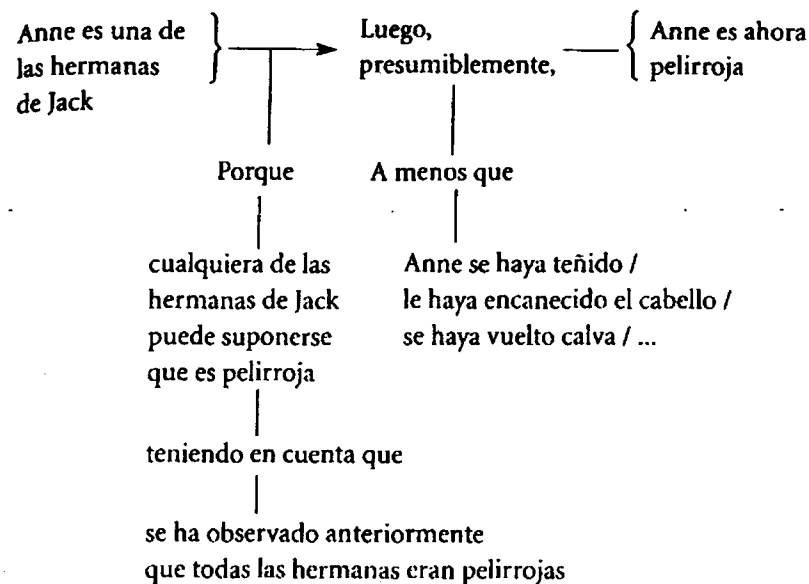 Anne es una de
las hermanas
de Jack
Luego,
presumiblemente,
Anne es ahora
pelirroja
Porque
A menos que
cualquiera de las
hermanas de Jack
puede suponerse
que es pelirroja
Anne se haya teñido /
le haya encanecido el cabello /
se haya vuelto calva / ...
teniendo en cuenta que
se ha observado anteriormente
que todas las hermanas eran pelirrojas